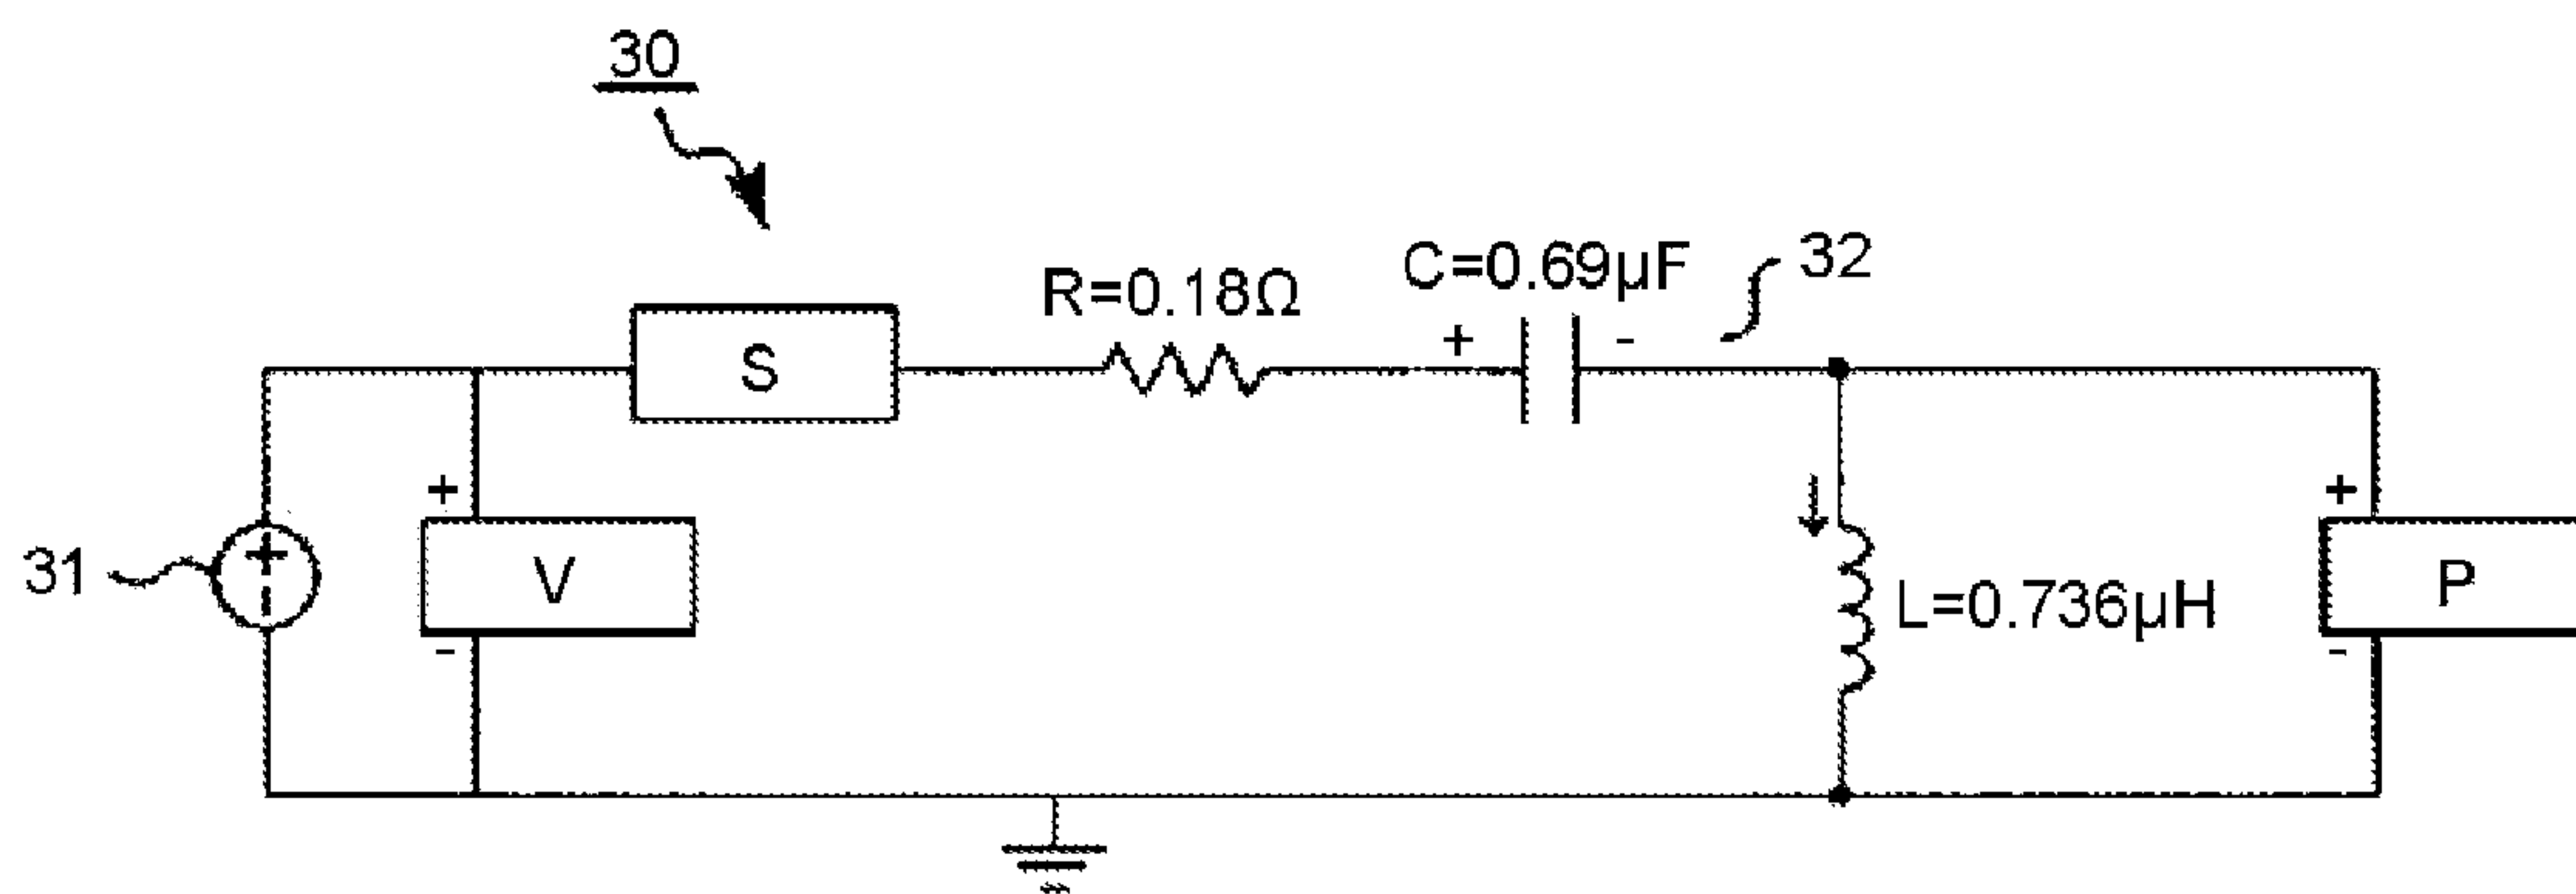 30
R=0.18Ω
C=0.69μF
32
+
-
S
31
+
+
V
-
L=0.736μH
+
P
-